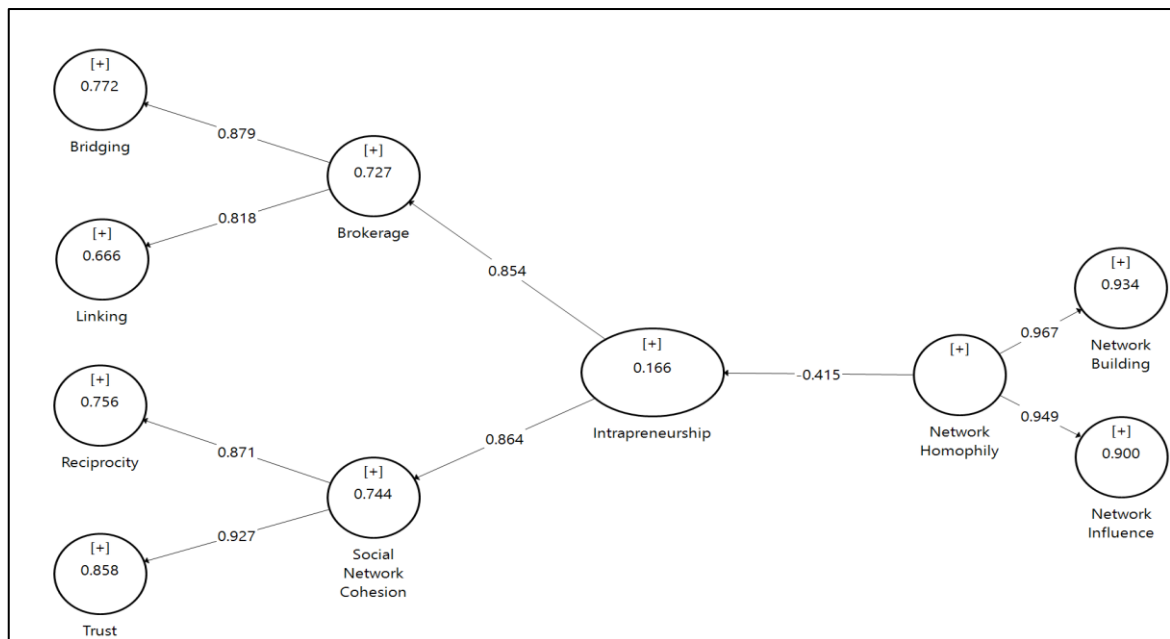 [+]
0.772
Bridging
0.879
[+]
0.727
Brokerage
0.818
[+]
0.666
Linking
0.854
[+]
0.934
Network
Building
0.967
[+]
0.166
Intrapreneurship
-0.415
[+]
Network
Homophily
0.949
[+]
0.900
Network
Influence
[+]
0.756
Reciprocity
0.871
0.864
[+]
0.744
Social
Network
Cohesion
0.927
[+]
0.858
Trust